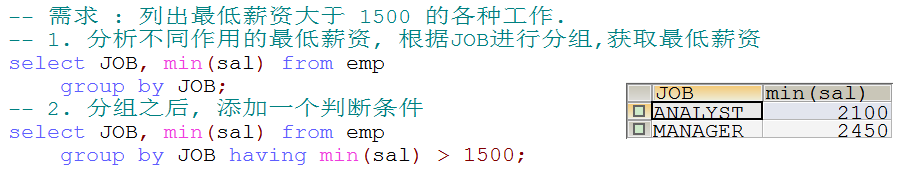 -- 需求 : 列出最低薪资大于 1500 的各种工作.
-- 1. 分析不同作用的最低薪资, 根据JOB进行分组,获取最低薪资
select JOB, min(sal) from emp
group by JOB;
-- 2. 分组之后, 添加一个判断条件
select JOB, min(sal) from emp
group by JOB having min(sal) > 1500;
JOB min(sal)
ANALYST 2100
MANAGER 2450